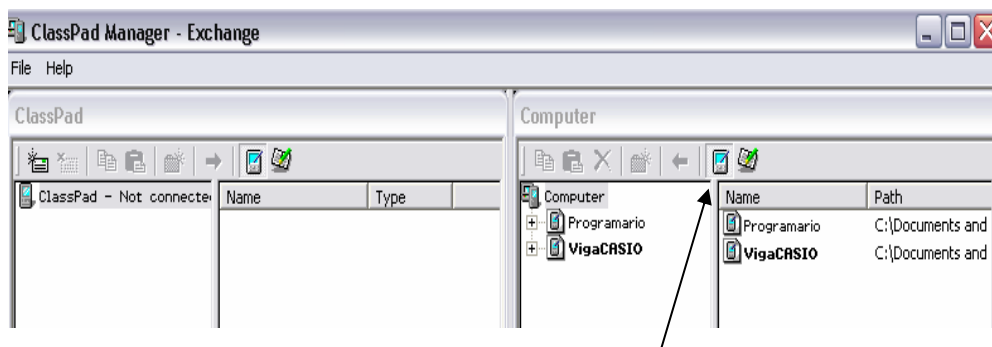 ClassPad Manager - Exchange
File Help
ClassPad
Computer
ClassPad - Not connected
Name Type
Computer
Programario
VigaCASIO
Name Path
Programario C:\Documents and
VigaCASIO C:\Documents and